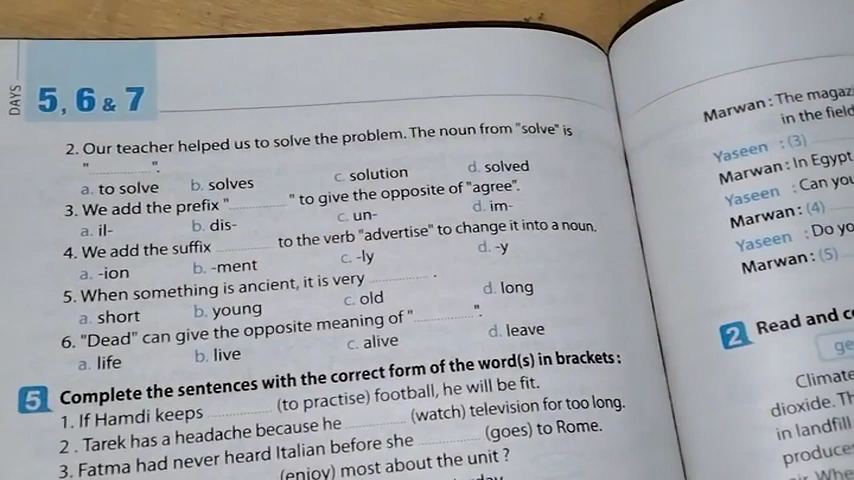 DAYS
5, 6 & 7
2. Our teacher helped us to solve the problem. The noun from "solve" is
"............".
a. to solve b. solves c. solution d. solved
3. We add the prefix "............" to give the opposite of "agree".
a. il- b. dis- c. un- d. im-
4. We add the suffix ............ to the verb "advertise" to change it into a noun.
a. -ion b. -ment c. -ly d. -y
5. When something is ancient, it is very ............ .
a. short b. young c. old d. long
6. "Dead" can give the opposite meaning of "............".
a. life b. live c. alive d. leave
5 Complete the sentences with the correct form of the word(s) in brackets:
1. If Hamdi keeps ............ (to practise) football, he will be fit.
2. Tarek has a headache because he ............ (watch) television for too long.
3. Fatma had never heard Italian before she ............ (goes) to Rome.
(enjoy) most about the unit ?
Marwan : The magaz
in the field
Yaseen : (3)
Marwan : In Egypt
Yaseen : Can you
Marwan : (4)
Yaseen : Do yo
Marwan : (5)
2 Read and c
ge
Climate
dioxide. Th
in landfill
produce